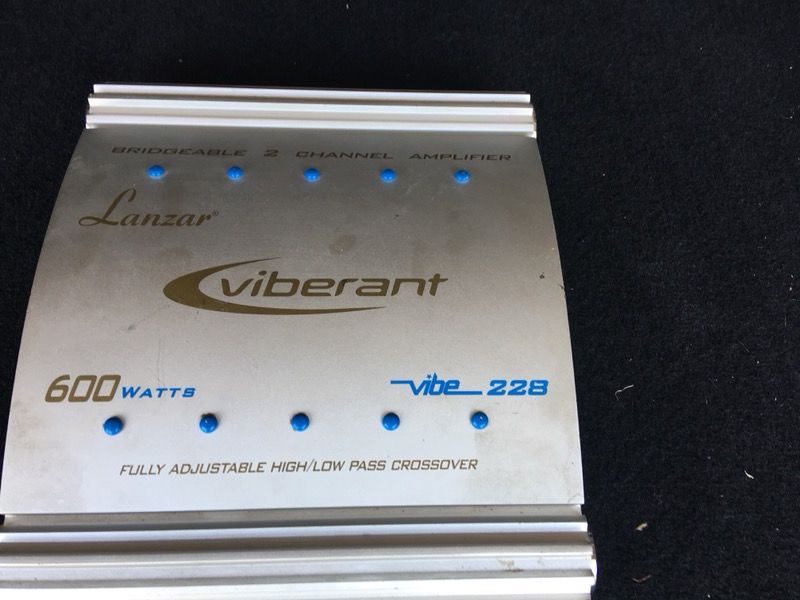 BRIDGEABLE 2 CHANNEL AMPLIFIER
Lanzar®
viberant
600 WATTS
vibe 228
FULLY ADJUSTABLE HIGH/LOW PASS CROSSOVER